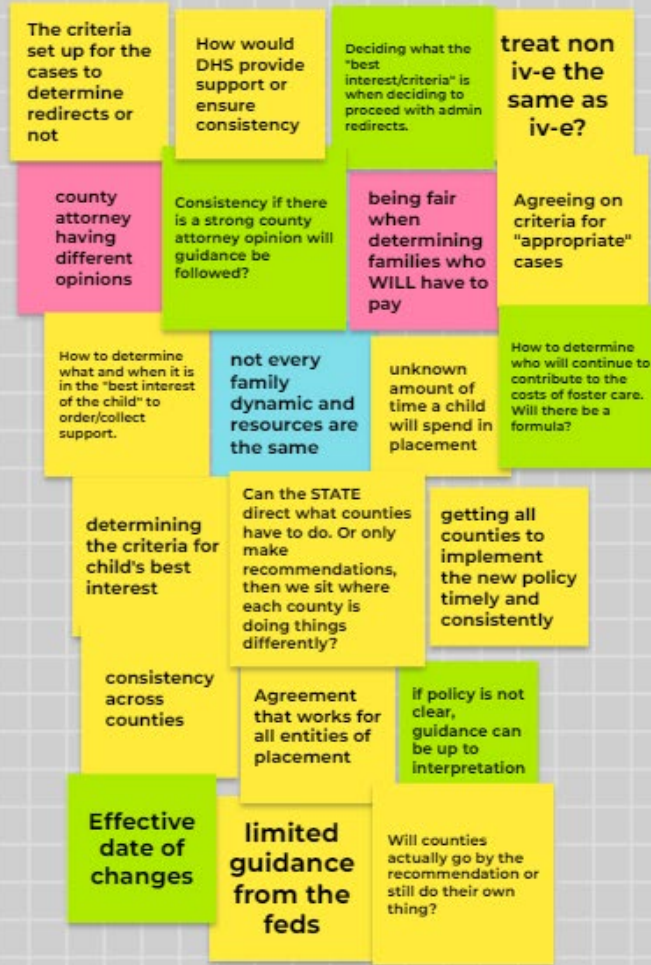 The criteria
set up for the
cases to
determine
redirects or
not
How would
DHS provide
support or
ensure
consistency
Deciding what the
"best
interest/criteria" is
when deciding to
proceed with admin
redirects.
treat non
iv-e the
same as
iv-e?
county
attorney
having
different
opinions
Consistency if there
is a strong county
attorney opinion will
guidance be
followed?
being fair
when
determining
families who
WILL have to
pay
Agreeing on
criteria for
"appropriate"
cases
How to determine
what and when it is
in the "best interest
of the child" to
order/collect
support.
not every
family
dynamic and
resources are
the same
unknown
amount of
time a child
will spend in
placement
How to determine
who will continue to
contribute to the
costs of foster care.
Will there be a
formula?
determining
the criteria for
child's best
interest
Can the STATE
direct what counties
have to do. Or only
make
recommendations,
then we sit where
each county is
doing things
differently?
getting all
counties to
implement
the new policy
timely and
consistently
consistency
across
counties
Agreement
that works for
all entities of
placement
if policy is not
clear,
guidance can
be up to
interpretation
Effective
date of
changes
limited
guidance
from the
feds
Will counties
actually go by the
recommendation or
still do their own
thing?